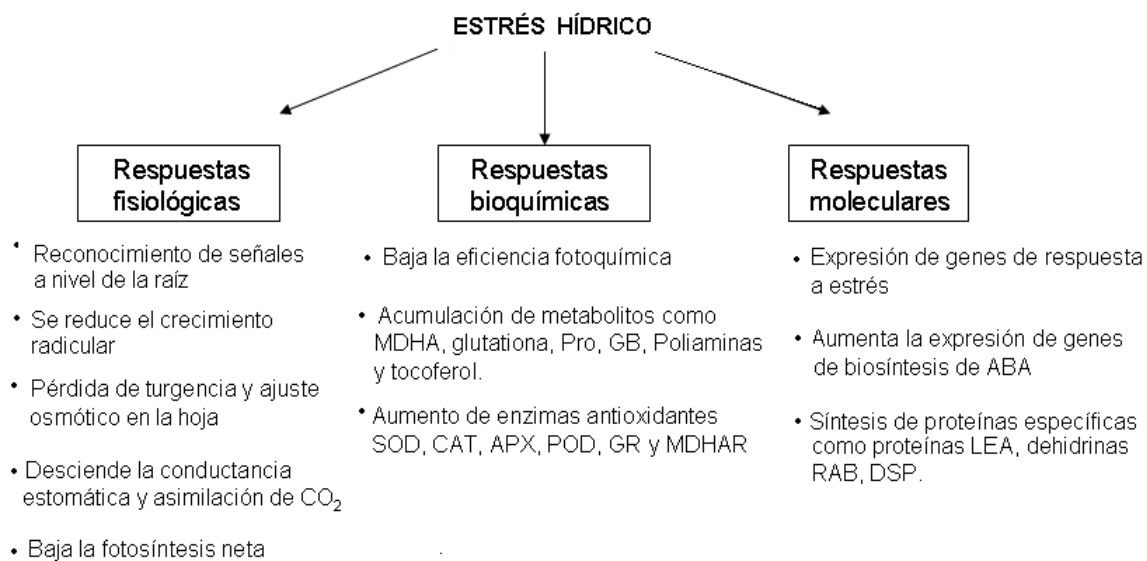 ESTRÉS HÍDRICO
Respuestas
fisiológicas
• Reconocimiento de señales
a nivel de la raíz
• Se reduce el crecimiento
radicular
• Pérdida de turgencia y ajuste
osmótico en la hoja
• Desciende la conductancia
estomática y asimilación de CO₂
• Baja la fotosíntesis neta
Respuestas
bioquímicas
• Baja la eficiencia fotoquímica
• Acumulación de metabolitos como
MDHA, glutationa, Pro, GB, Poliaminas
y tocoferol.
• Aumento de enzimas antioxidantes
SOD, CAT, APX, POD, GR y MDHAR
Respuestas
moleculares
• Expresión de genes de respuesta
a estrés
• Aumenta la expresión de genes
de biosíntesis de ABA
• Síntesis de proteínas específicas
como proteínas LEA, dehidrinas
RAB, DSP.